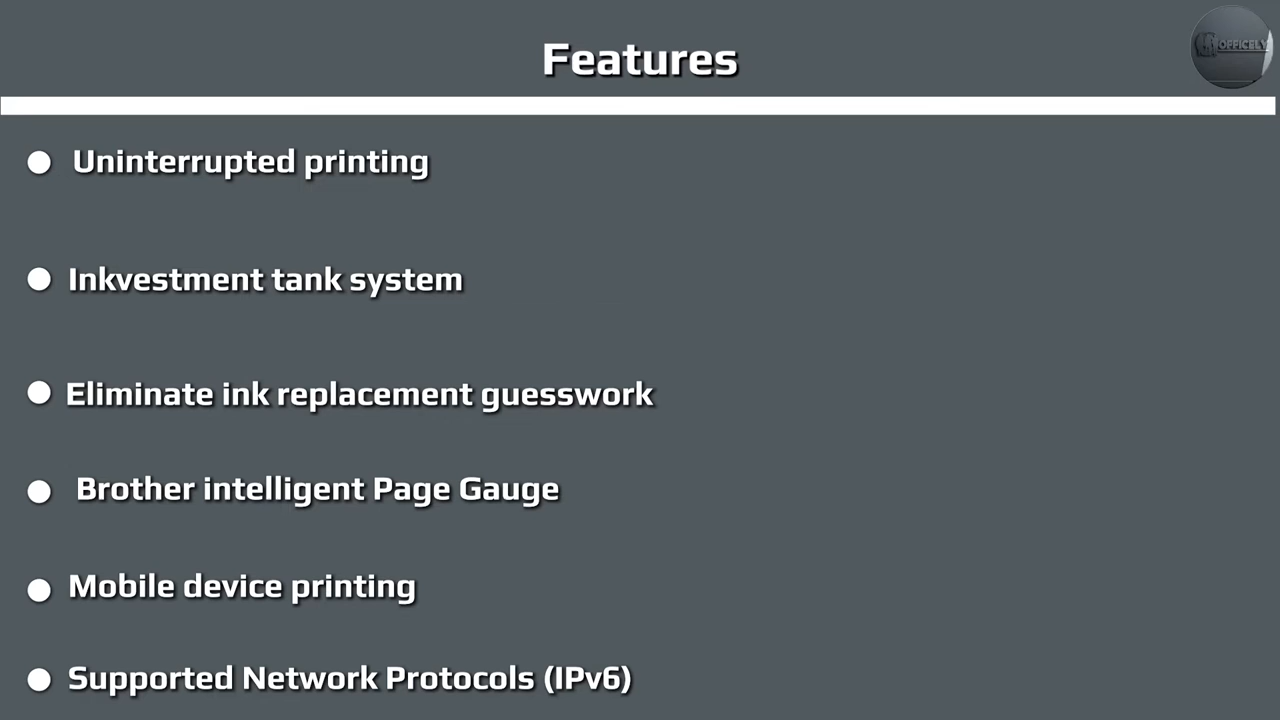 Features
OFFICELY
Uninterrupted printing
Inkvestment tank system
Eliminate ink replacement guesswork
Brother intelligent Page Gauge
Mobile device printing
Supported Network Protocols (IPv6)